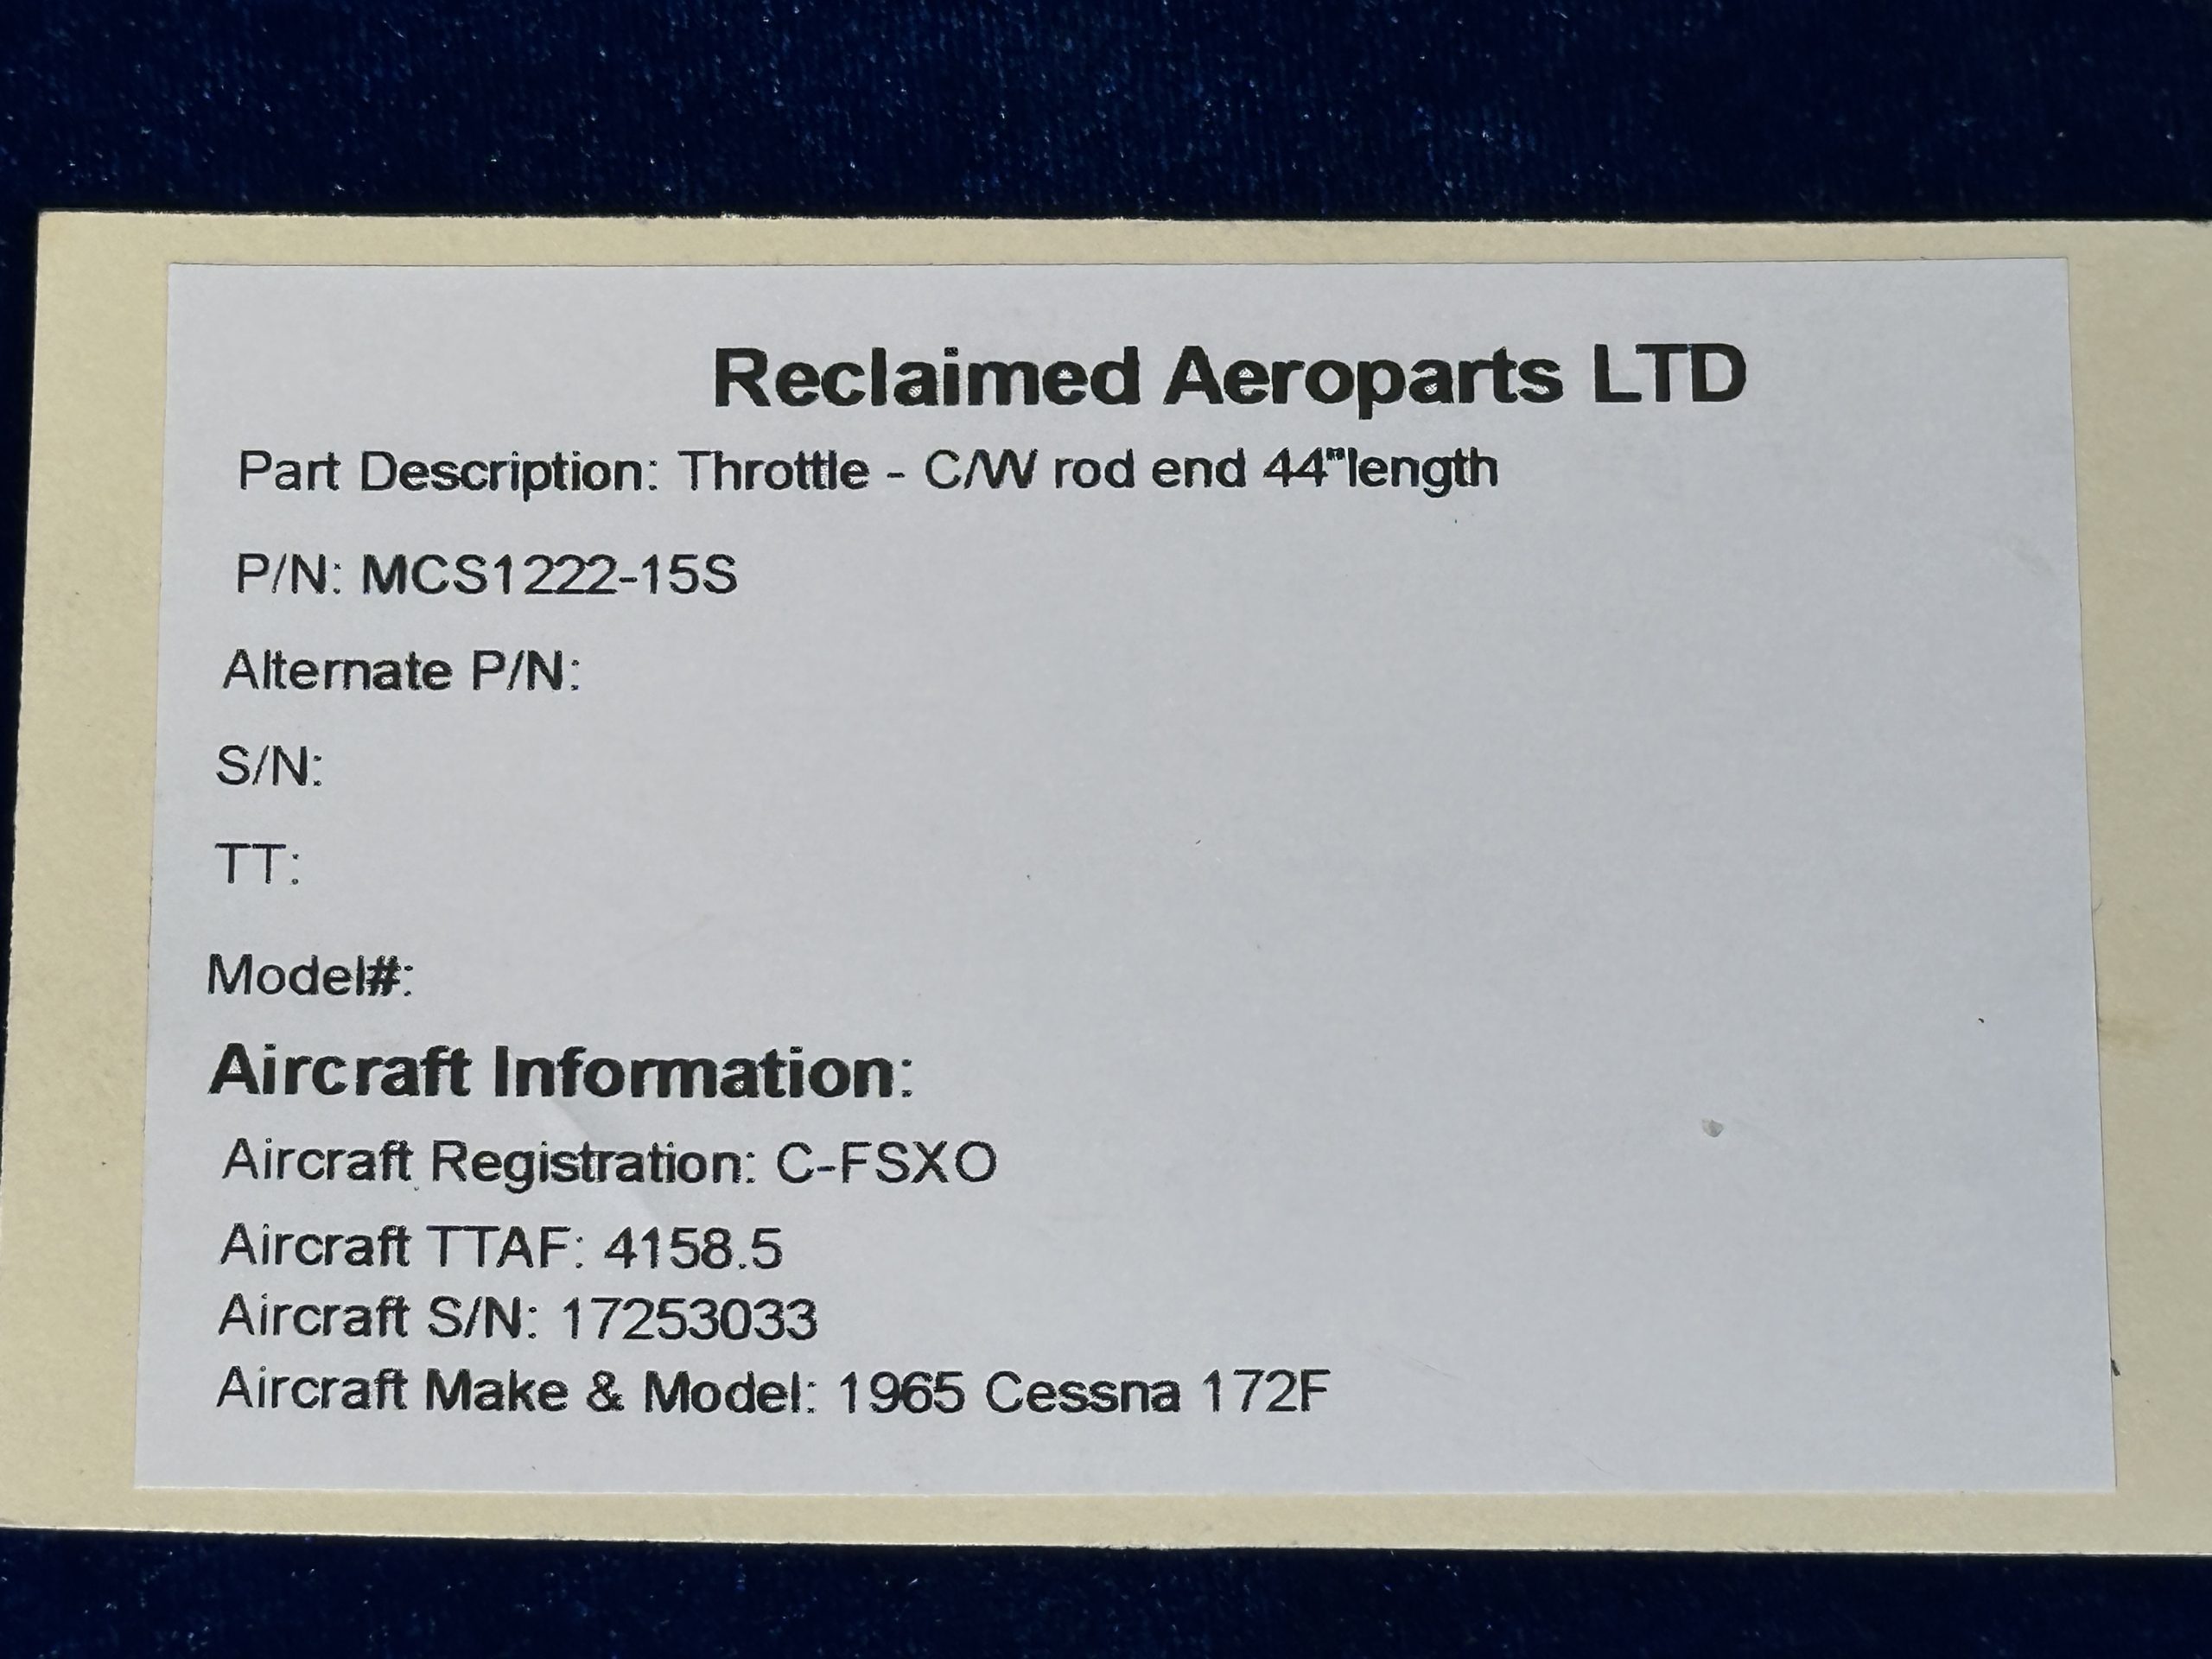 Reclaimed Aeroparts LTD
Part Description: Throttle - C/W rod end 44"length
P/N: MCS1222-15S
Alternate P/N:
S/N:
TT:
Model#:
Aircraft Information:
Aircraft Registration: C-FSXO
Aircraft TTAF: 4158.5
Aircraft S/N: 17253033
Aircraft Make & Model: 1965 Cessna 172F